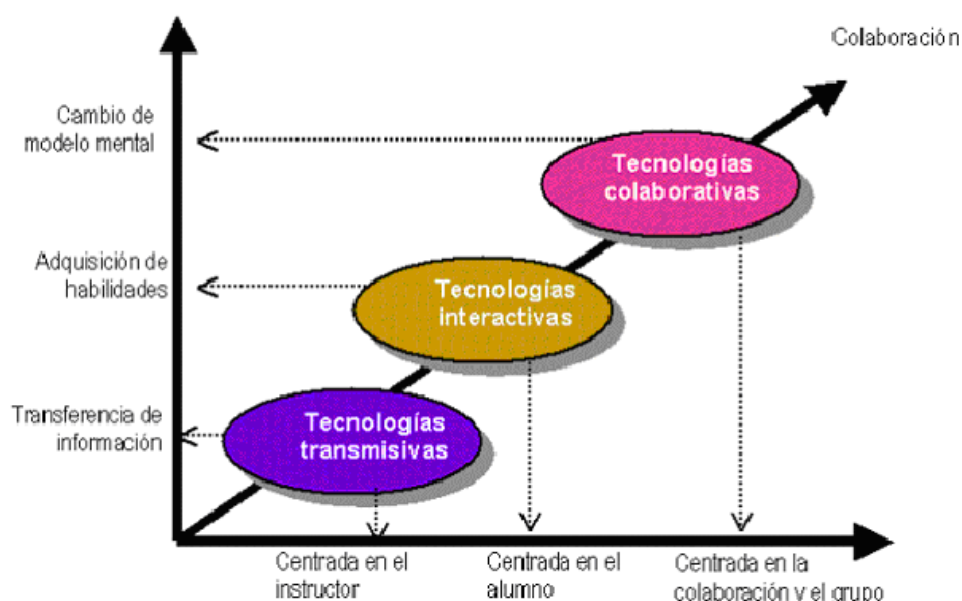 Colaboración
Cambio de
modelo mental
Tecnologías
colaborativas
Adquisición de
habilidades
Tecnologías
interactivas
Transferencia de
información
Tecnologías
transmisivas
Centrada en el
instructor
Centrada en el
alumno
Centrada en la
colaboración y el grupo